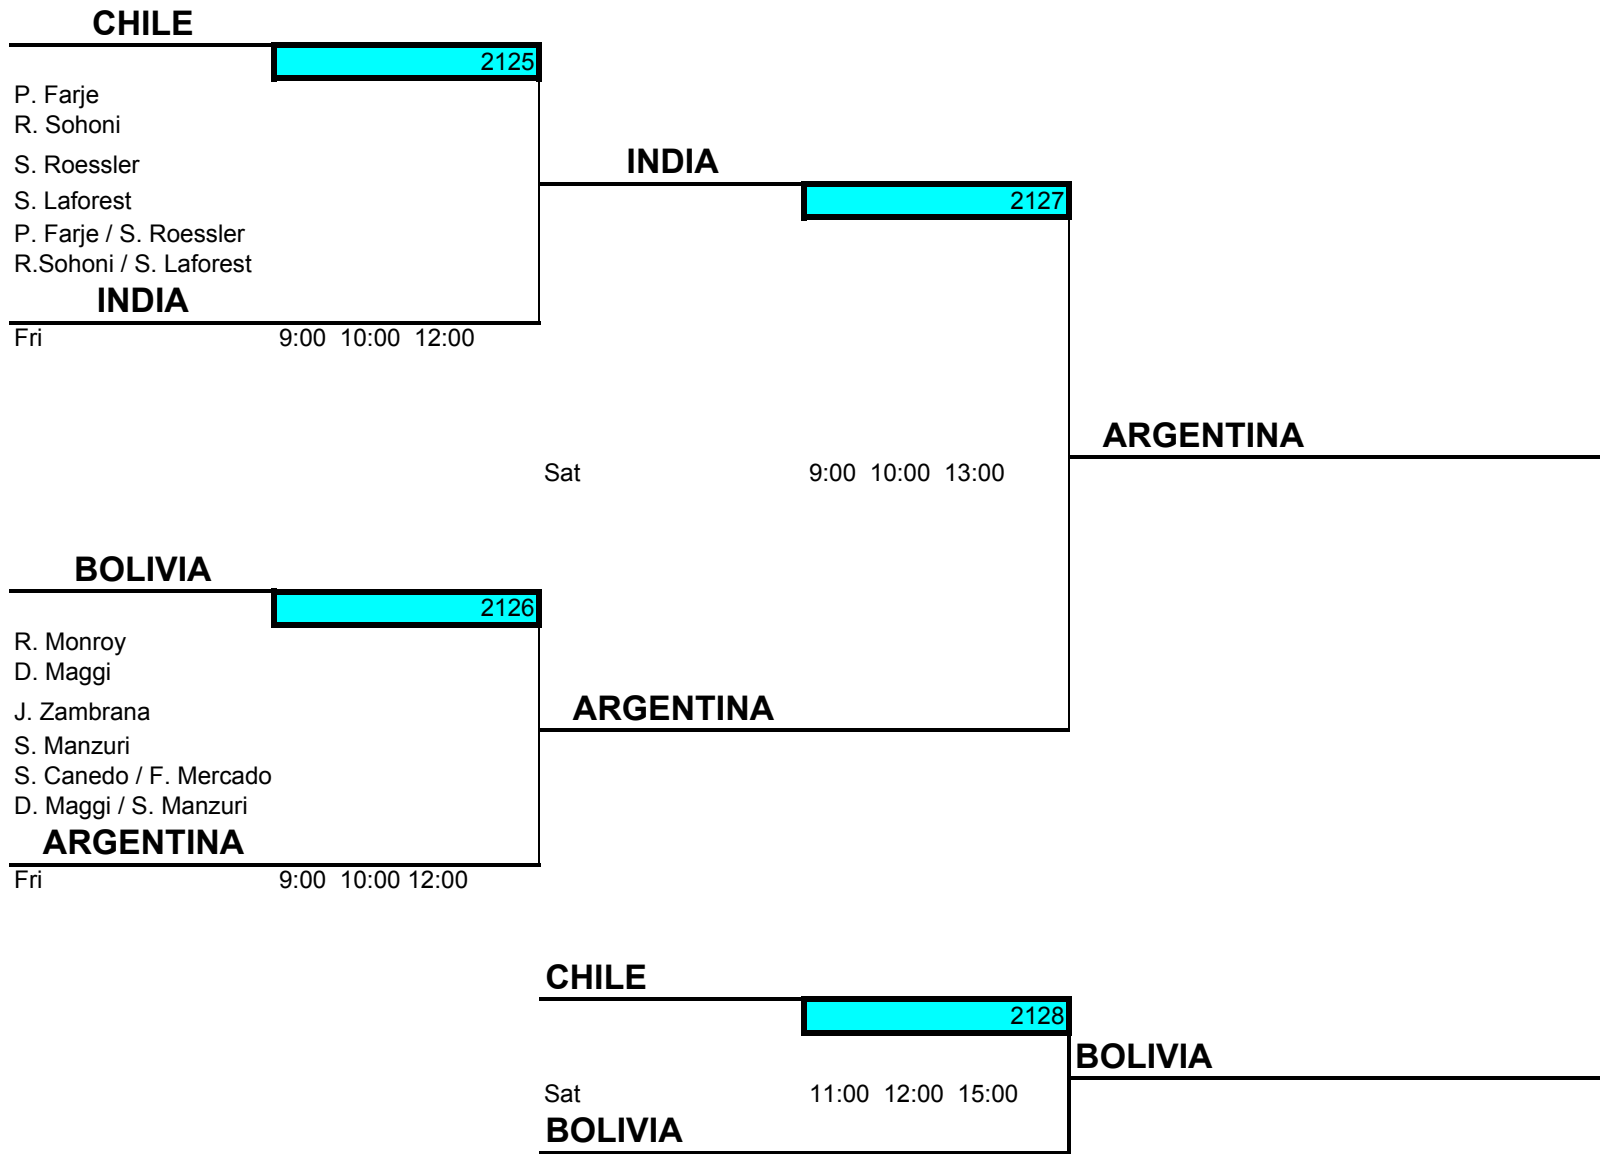 CHILE
2125
P. Farje
R. Sohoni
S. Roessler
S. Laforest
P. Farje / S. Roessler
R.Sohoni / S. Laforest
INDIA
Fri 9:00 10:00 12:00
INDIA
2127
Sat 9:00 10:00 13:00
ARGENTINA
BOLIVIA
2126
R. Monroy
D. Maggi
J. Zambrana
S. Manzuri
S. Canedo / F. Mercado
D. Maggi / S. Manzuri
ARGENTINA
Fri 9:00 10:00 12:00
ARGENTINA
CHILE
2128
Sat 11:00 12:00 15:00
BOLIVIA
BOLIVIA